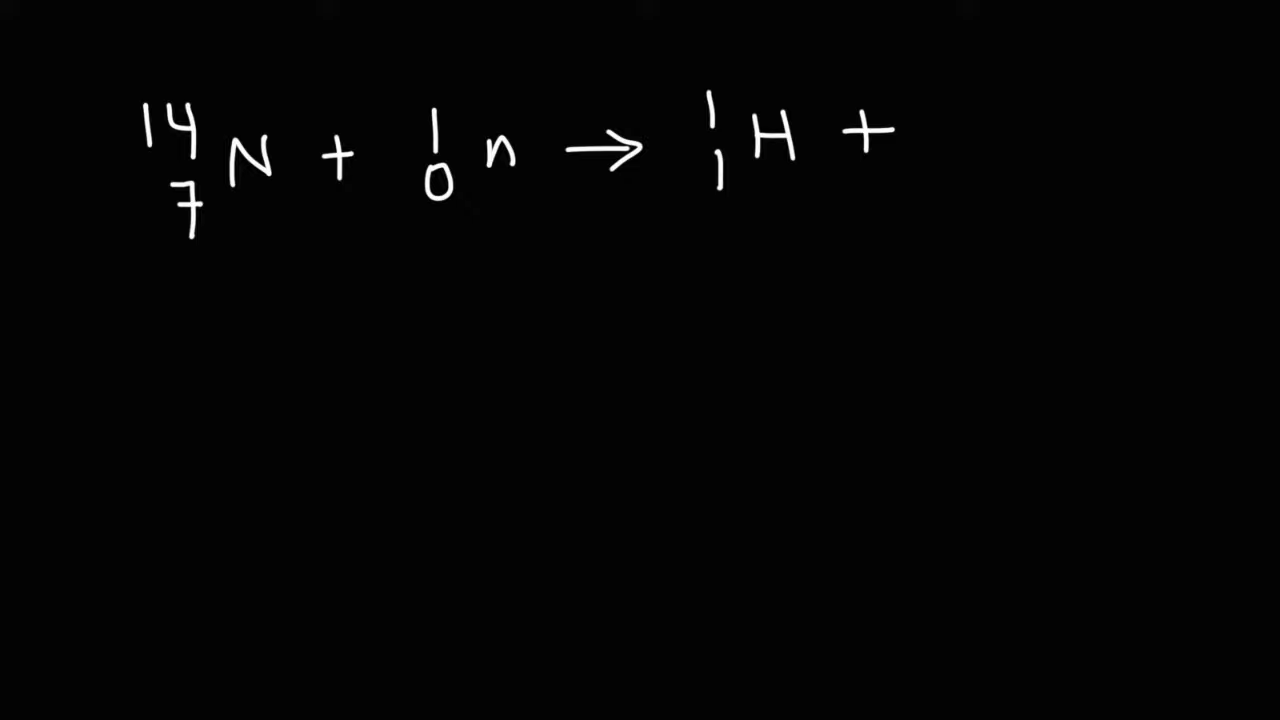 ¹⁴₇N + ¹₀n → ¹₁H +